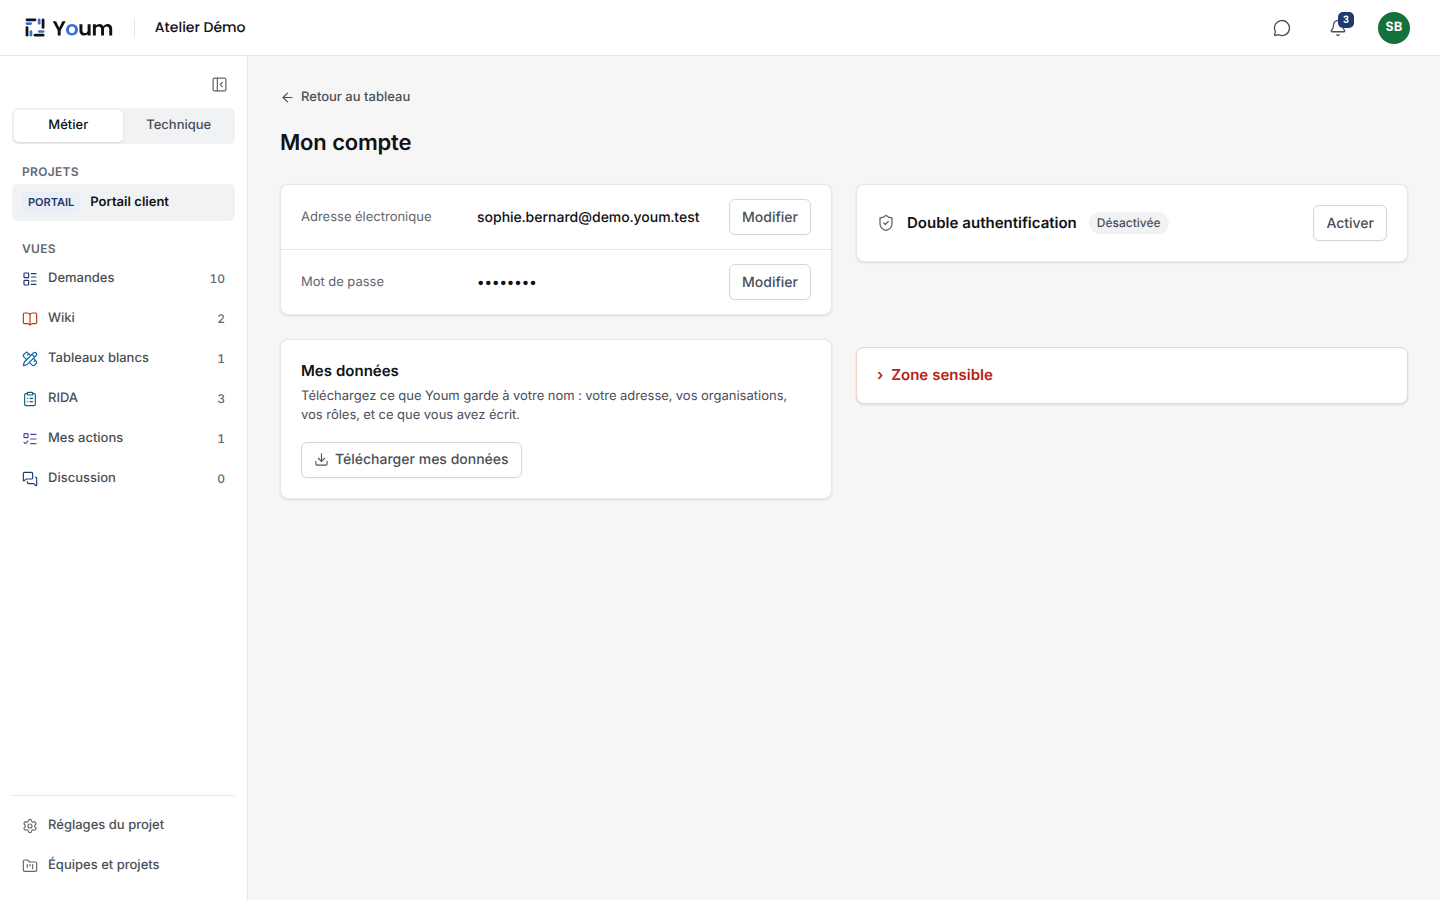 Youm
Atelier Démo
3
SB
Métier
Technique
PROJETS
PORTAIL Portail client
VUES
Demandes 10
Wiki 2
Tableaux blancs 1
RIDA 3
Mes actions 1
Discussion 0
Réglages du projet
Équipes et projets
Retour au tableau
Mon compte
Adresse électronique sophie.bernard@demo.youm.test Modifier
Mot de passe •••••••• Modifier
Double authentification Désactivée Activer
Mes données
Téléchargez ce que Youm garde à votre nom : votre adresse, vos organisations,
vos rôles, et ce que vous avez écrit.
Télécharger mes données
› Zone sensible